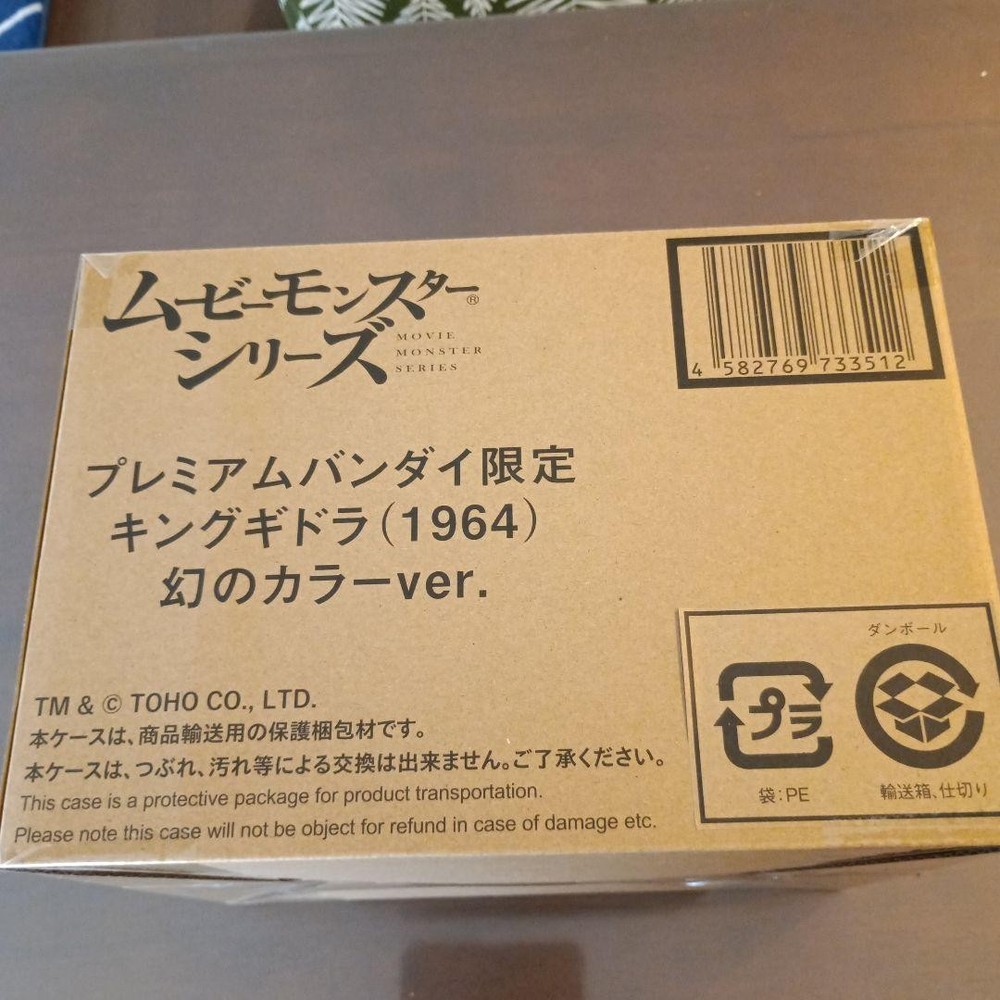 ムービーモンスター®
シリーズ
MOVIE
MONSTER
SERIES
4 582769 733512
プレミアムバンダイ限定
キングギドラ(1964)
幻のカラーver.
TM & © TOHO CO., LTD.
本ケースは、商品輸送用の保護梱包材です。
本ケースは、つぶれ、汚れ等による交換は出来ません。ご了承ください。
This case is a protective package for product transportation.
Please note this case will not be object for refund in case of damage etc.
プラ
袋:PE
ダンボール
輸送箱、仕切り